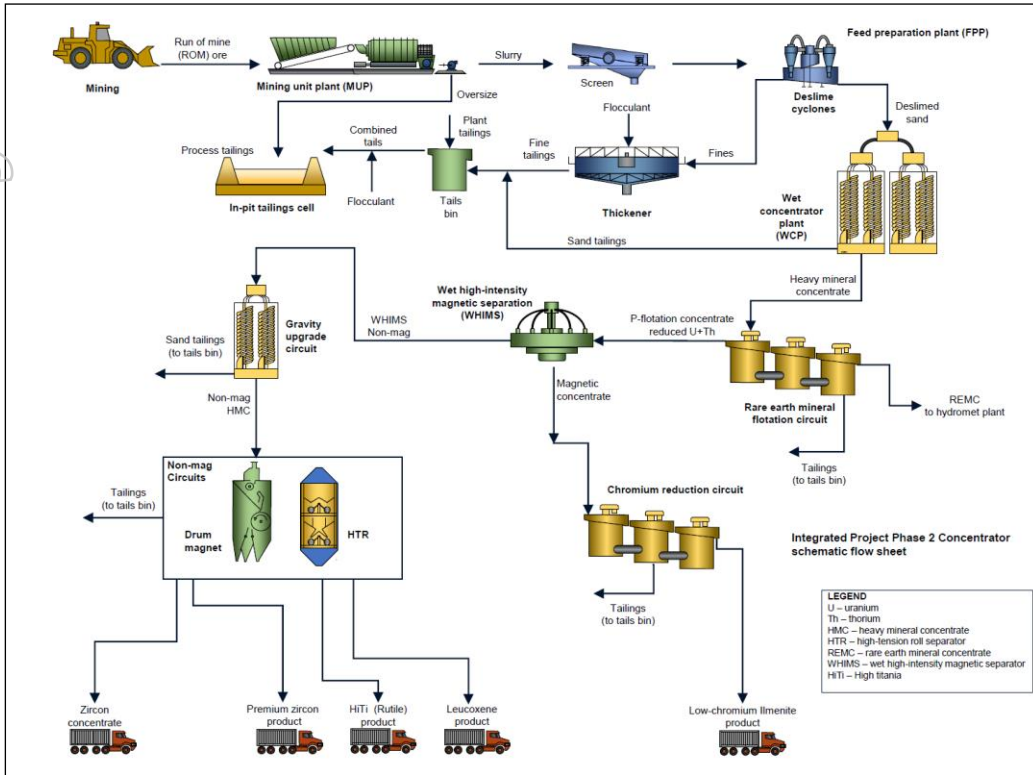 Mining
Run of mine
(ROM) ore
Mining unit plant (MUP)
Slurry
Screen
Feed preparation plant (FPP)
Deslime
cyclones
Deslimed
sand
Oversize
Plant
tailings
Combined
tails
Process tailings
In-pit tailings cell
Flocculant
Tails
bin
Fine
tailings
Flocculant
Thickener
Fines
Sand tailings
Wet
concentrator
plant
(WCP)
Heavy mineral
concentrate
Wet high-intensity
magnetic separation
(WHIMS)
P-flotation concentrate
reduced U+Th
WHIMS
Non-mag
Gravity
upgrade
circuit
Sand tailings
(to tails bin)
Non-mag
HMC
Magnetic
concentrate
Rare earth mineral
flotation circuit
REMC
to hydromet plant
Tailings
(to tails bin)
Non-mag
Circuits
Drum
magnet
HTR
Tailings
(to tails bin)
Chromium reduction circuit
Tailings
(to tails bin)
Integrated Project Phase 2 Concentrator
schematic flow sheet
LEGEND
U – uranium
Th – thorium
HMC – heavy mineral concentrate
HTR – high-tension roll separator
REMC – rare earth mineral concentrate
WHIMS – wet high-intensity magnetic separator
HiTi – High titania
Zircon
concentrate
Premium zircon
product
HiTi (Rutile)
product
Leucoxene
product
Low-chromium Ilmenite
product